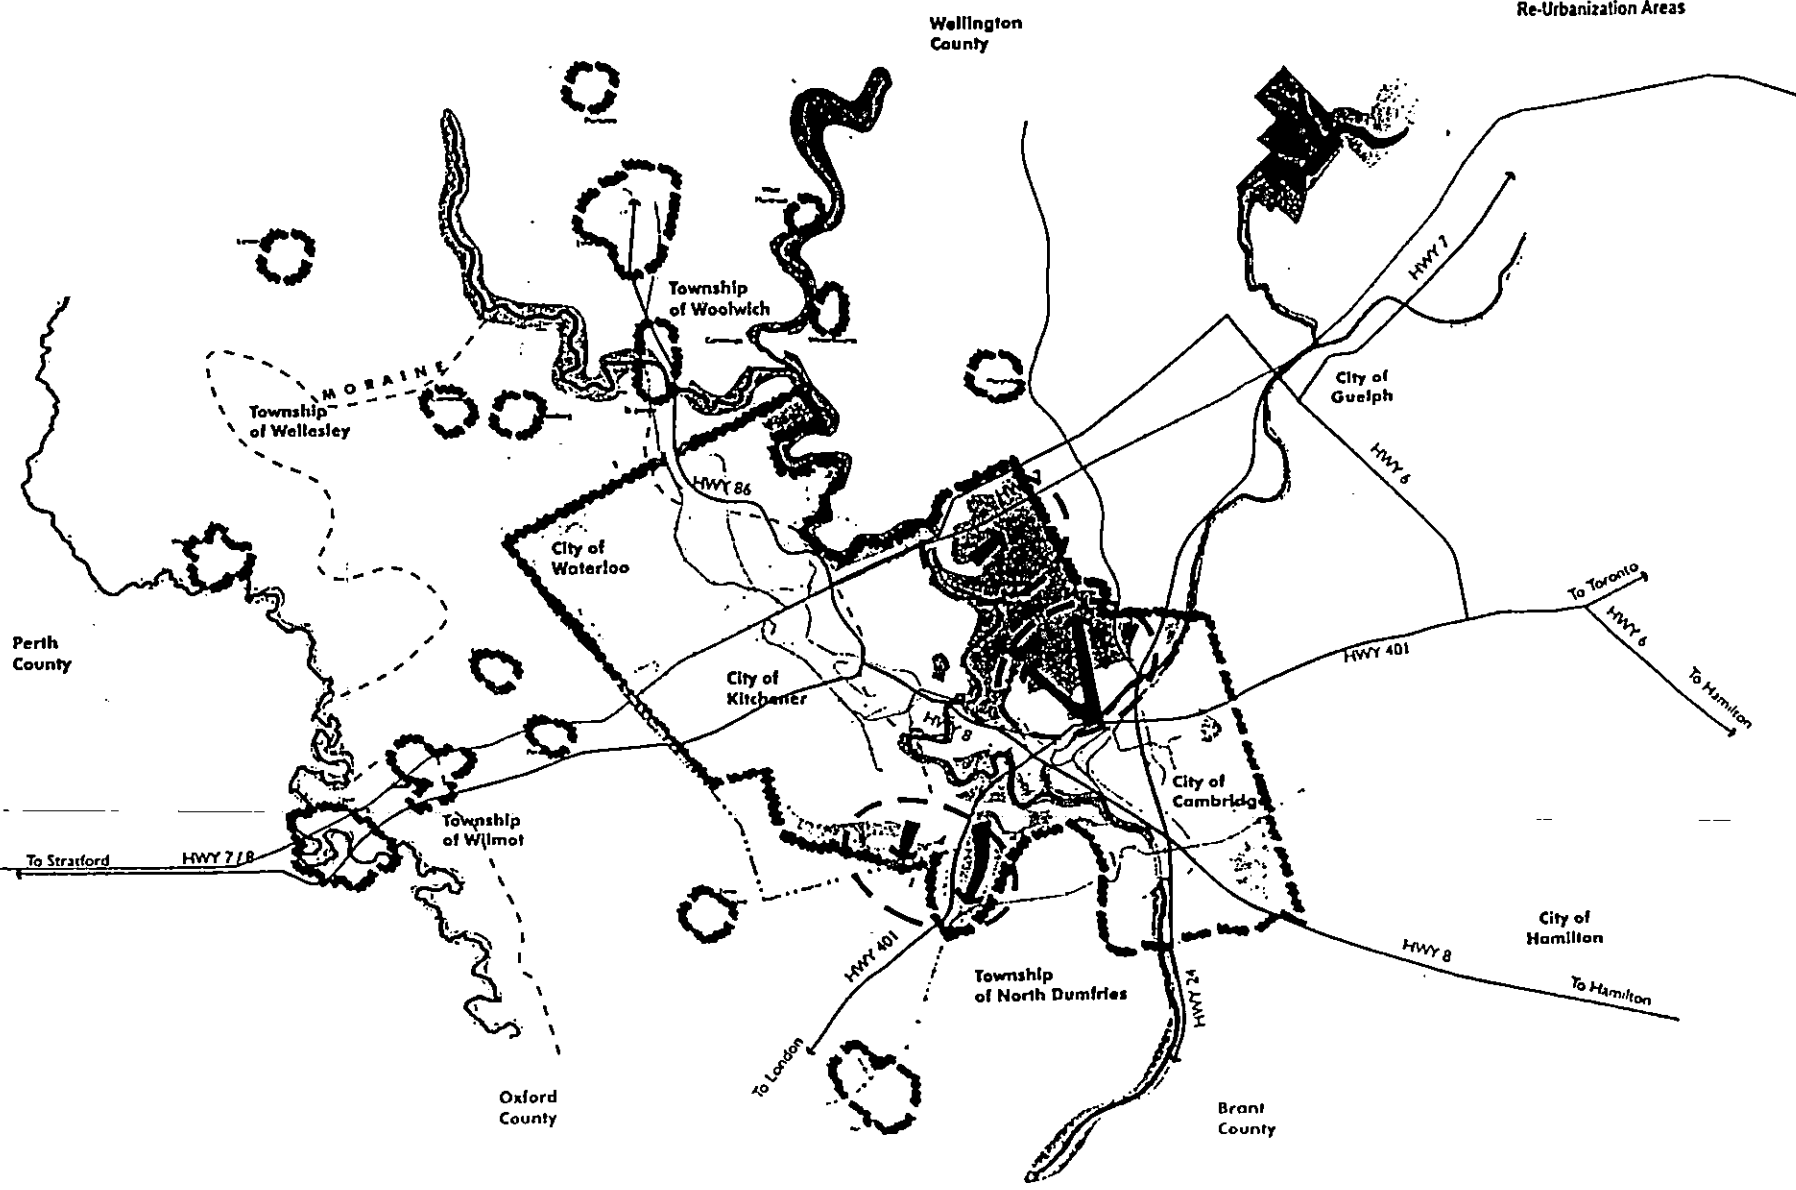 Re-Urbanization Areas
Wellington
County
Township
of Woolwich
HWY 7
MORAINE
Township
of Wellesley
City of
Guelph
HWY 6
HWY 86
City of
Waterloo
To Toronto
HWY 6
HWY 401
To Hamilton
Perth
County
City of
Kitchener
HWY 8
City of
Cambridge
Township
of Wilmot
To Stratford
HWY 7/8
City of
Hamilton
HWY 401
HWY 8
To Hamilton
Township
of North Dumfries
HWY 24
To London
Oxford
County
Brant
County